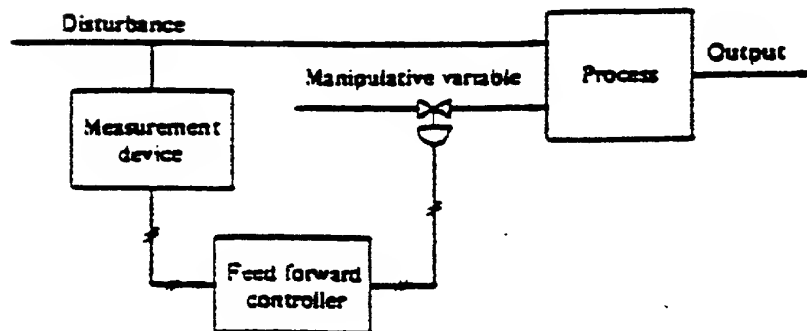 Disturbance
Output
Manipulative variable
Process
Measurement
device
Feed forward
controller